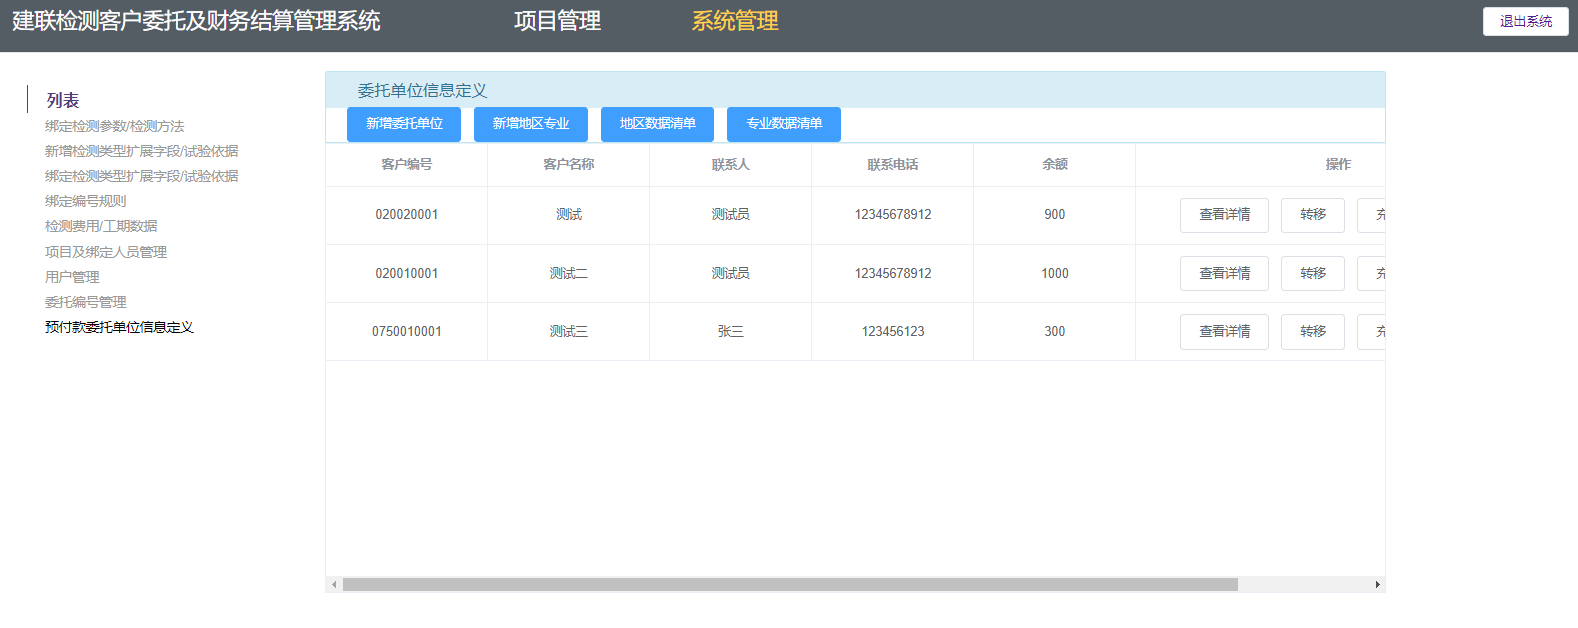 建联检测客户委托及财务结算管理系统 项目管理 系统管理 退出系统
列表
绑定检测参数/检测方法
新增检测类型扩展字段/试验依据
绑定检测类型扩展字段/试验依据
绑定编号规则
检测费用/工期数据
项目及绑定人员管理
用户管理
委托编号管理
预付款委托单位信息定义
委托单位信息定义
新增委托单位 新增地区专业 地区数据清单 专业数据清单
客户编号 客户名称 联系人 联系电话 余额 操作
020020001 测试 测试员 12345678912 900 查看详情 转移
020010001 测试二 测试员 12345678912 1000 查看详情 转移
0750010001 测试三 张三 123456123 300 查看详情 转移